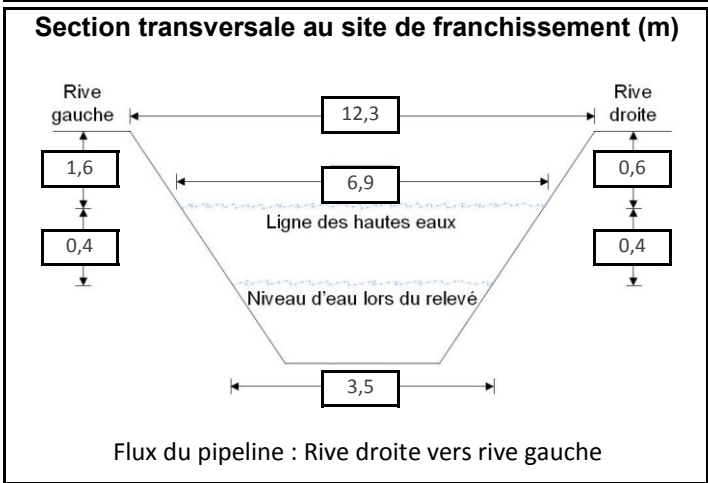 Section transversale au site de franchissement (m)
Rive
gauche
12,3
Rive
droite
1,6
6,9
0,6
Ligne des hautes eaux
0,4
0,4
Niveau d'eau lors du relevé
3,5
Flux du pipeline : Rive droite vers rive gauche